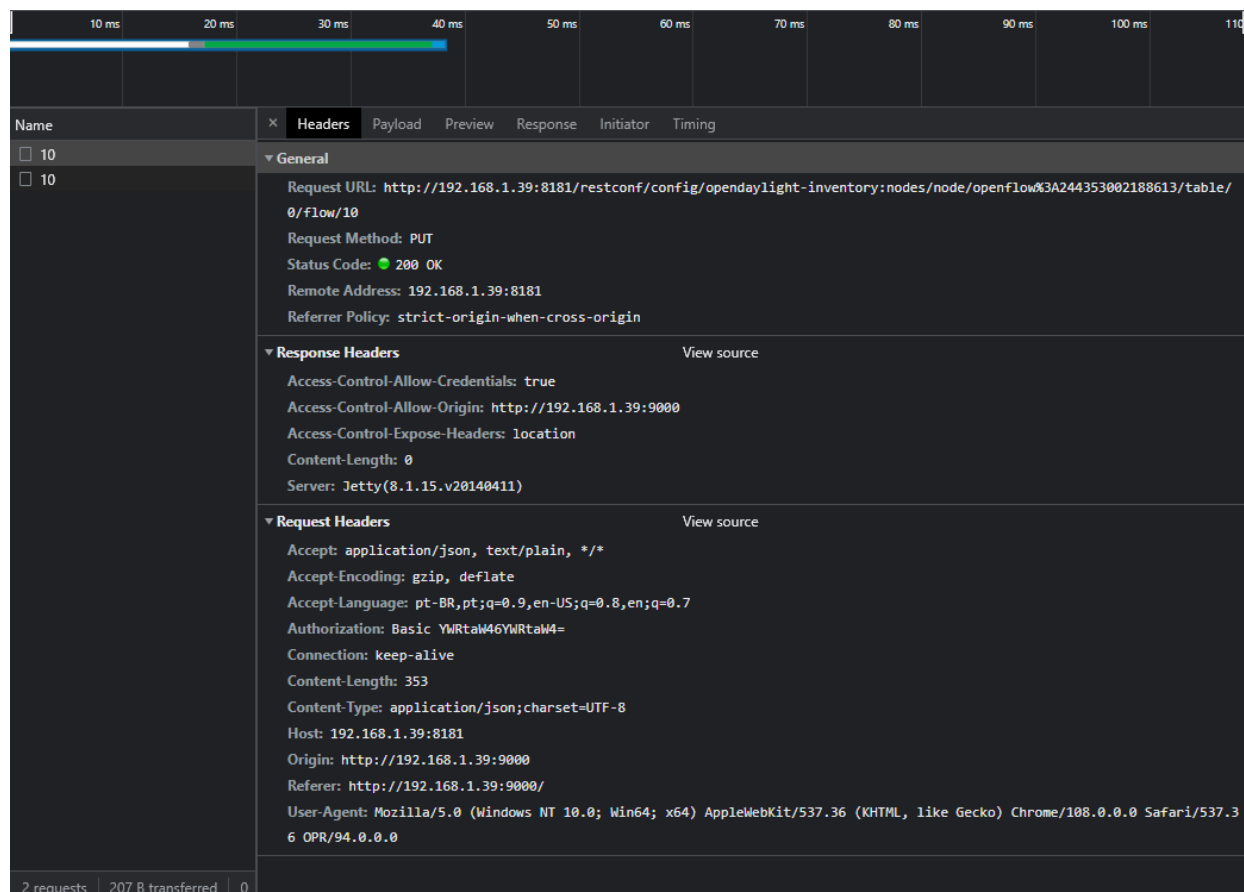 10 ms 20 ms 30 ms 40 ms 50 ms 60 ms 70 ms 80 ms 90 ms 100 ms 110
Name
10
10
× Headers Payload Preview Response Initiator Timing
▼ General
Request URL: http://192.168.1.39:8181/restconf/config/opendaylight-inventory:nodes/node/openflow%3A244353002188613/table/
0/flow/10
Request Method: PUT
Status Code: 200 OK
Remote Address: 192.168.1.39:8181
Referrer Policy: strict-origin-when-cross-origin
▼ Response Headers View source
Access-Control-Allow-Credentials: true
Access-Control-Allow-Origin: http://192.168.1.39:9000
Access-Control-Expose-Headers: location
Content-Length: 0
Server: Jetty(8.1.15.v20140411)
▼ Request Headers View source
Accept: application/json, text/plain, */*
Accept-Encoding: gzip, deflate
Accept-Language: pt-BR,pt;q=0.9,en-US;q=0.8,en;q=0.7
Authorization: Basic YWRtaW46YWRtaW4=
Connection: keep-alive
Content-Length: 353
Content-Type: application/json;charset=UTF-8
Host: 192.168.1.39:8181
Origin: http://192.168.1.39:9000
Referer: http://192.168.1.39:9000/
User-Agent: Mozilla/5.0 (Windows NT 10.0; Win64; x64) AppleWebKit/537.36 (KHTML, like Gecko) Chrome/108.0.0.0 Safari/537.3
6 OPR/94.0.0.0
2 requests 207 B transferred 0